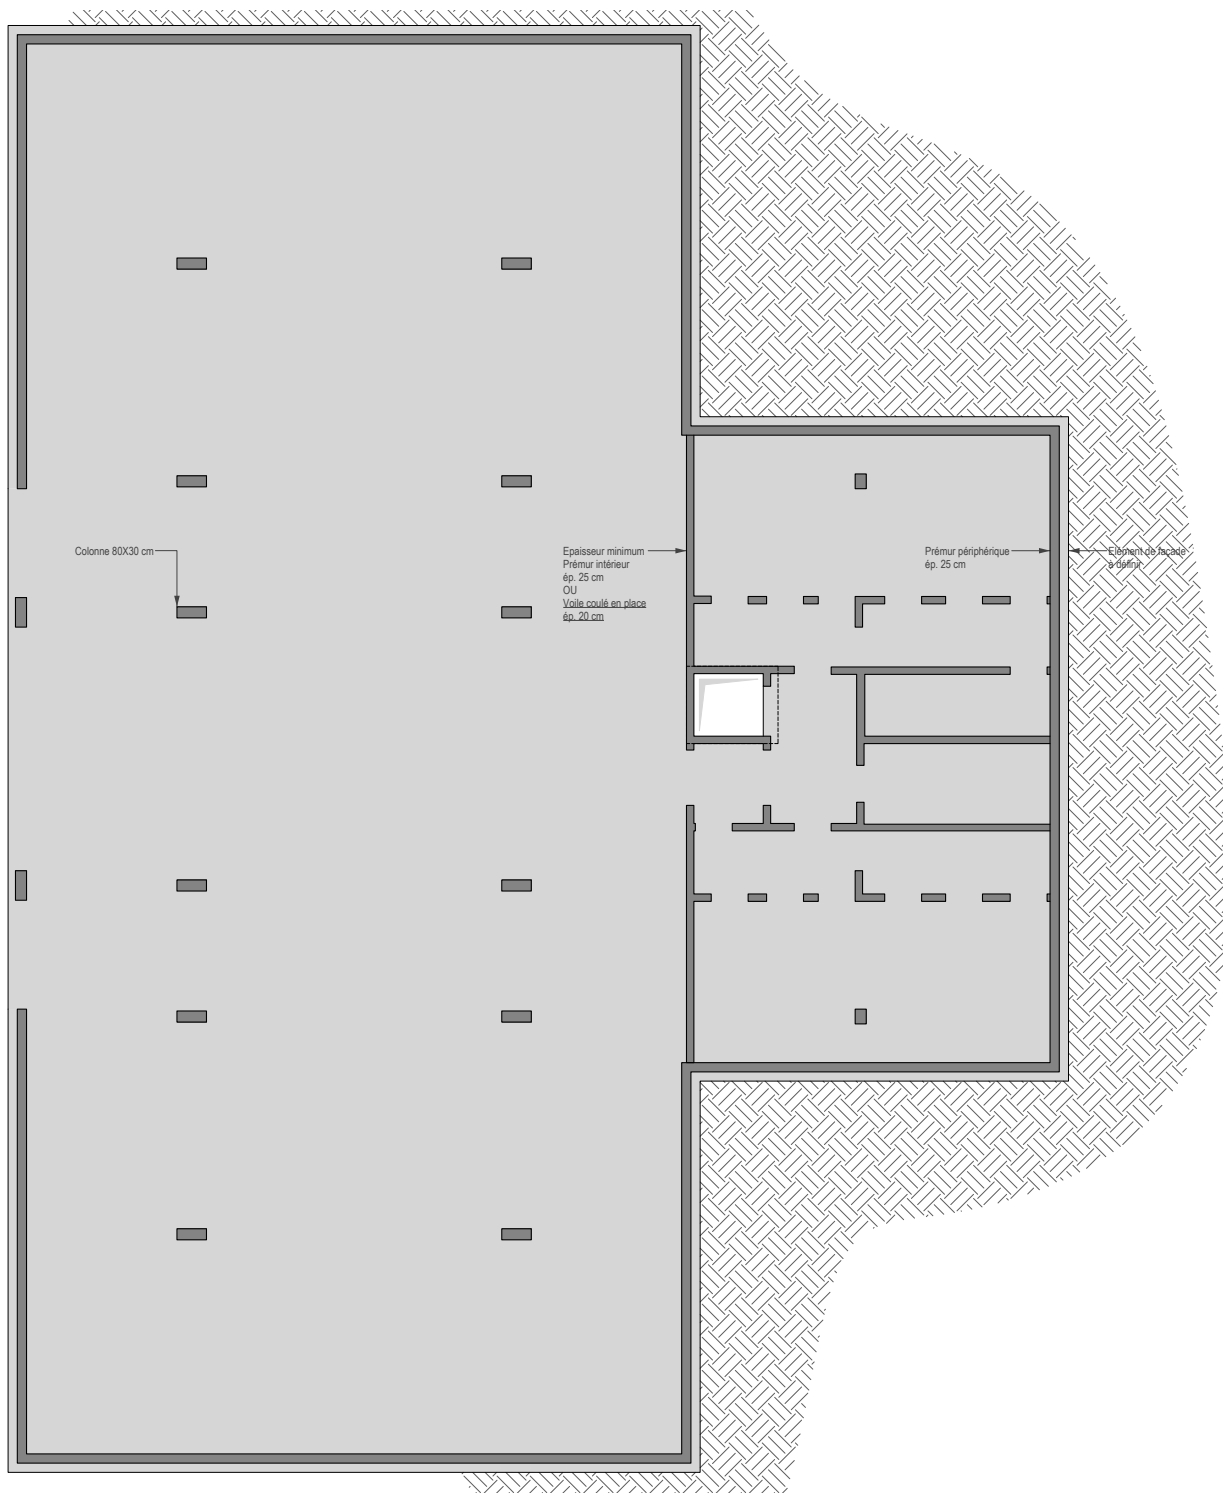 Colonne 80X30 cm
Epaisseur minimum
Prémur intérieur
ép. 25 cm
OU
Voile coulé en place
ép. 20 cm
Prémur périphérique
ép. 25 cm
Elément de façade
à définir